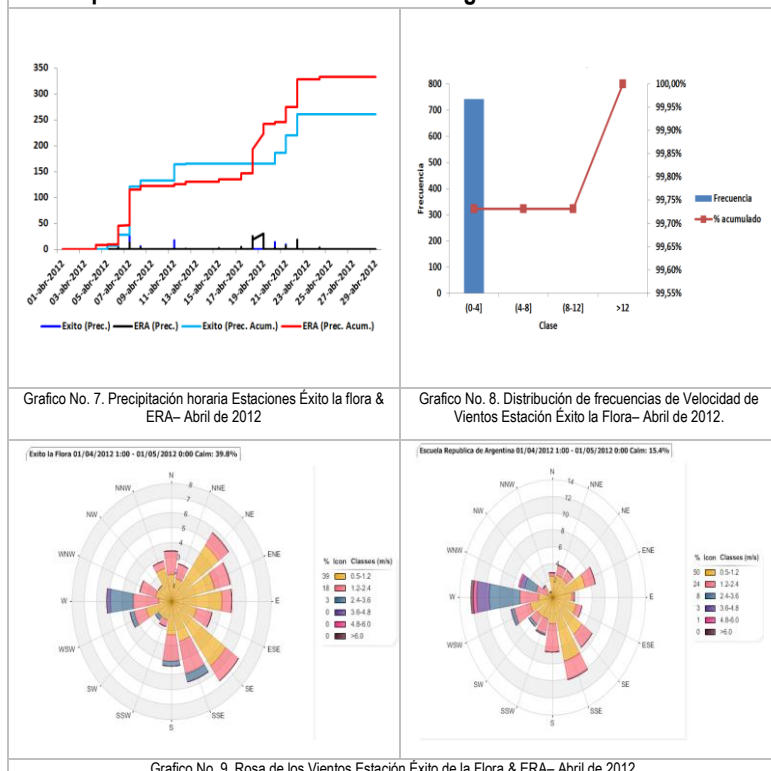 350
300
250
200
150
100
50
0
01-abr-2012
03-abr-2012
05-abr-2012
07-abr-2012
09-abr-2012
11-abr-2012
13-abr-2012
15-abr-2012
17-abr-2012
19-abr-2012
21-abr-2012
23-abr-2012
25-abr-2012
27-abr-2012
29-abr-2012
Exito (Prec.) ERA (Prec.) Exito (Prec. Acum.) ERA (Prec. Acum.)
800
700
600
500
400
300
200
100
0
Frecuencia
100,00%
99,95%
99,90%
99,85%
99,80%
99,75%
99,70%
99,65%
99,60%
99,55%
(0-4] (4-8] (8-12] >12
Clase
Frecuencia
% acumulado
Grafico No. 7. Precipitación horaria Estaciones Éxito la flora &
ERA– Abril de 2012
Grafico No. 8. Distribución de frecuencias de Velocidad de
Vientos Estación Éxito la Flora– Abril de 2012.
Exito la Flora 01/04/2012 1:00 - 01/05/2012 0:00 Calm: 39.8%
N
NNE
NE
ENE
E
ESE
SE
SSE
S
SSW
SW
WSW
W
WNW
NW
NNW
8
7
6
5
4
3
% Icon Classes (m/s)
39 0.5-1.2
18 1.2-2.4
3 2.4-3.6
0 3.6-4.8
0 4.8-6.0
0 >6.0
Escuela Republica de Argentina 01/04/2012 1:00 - 01/05/2012 0:00 Calm: 15.4%
N
NNE
NE
ENE
E
ESE
SE
SSE
S
SSW
SW
WSW
W
WNW
NW
NNW
14
12
10
8
6
4
% Icon Classes (m/s)
50 0.5-1.2
24 1.2-2.4
8 2.4-3.6
3 3.6-4.8
1 4.8-6.0
0 >6.0
Grafico No. 9. Rosa de los Vientos Estación Éxito de la Flora & ERA– Abril de 2012